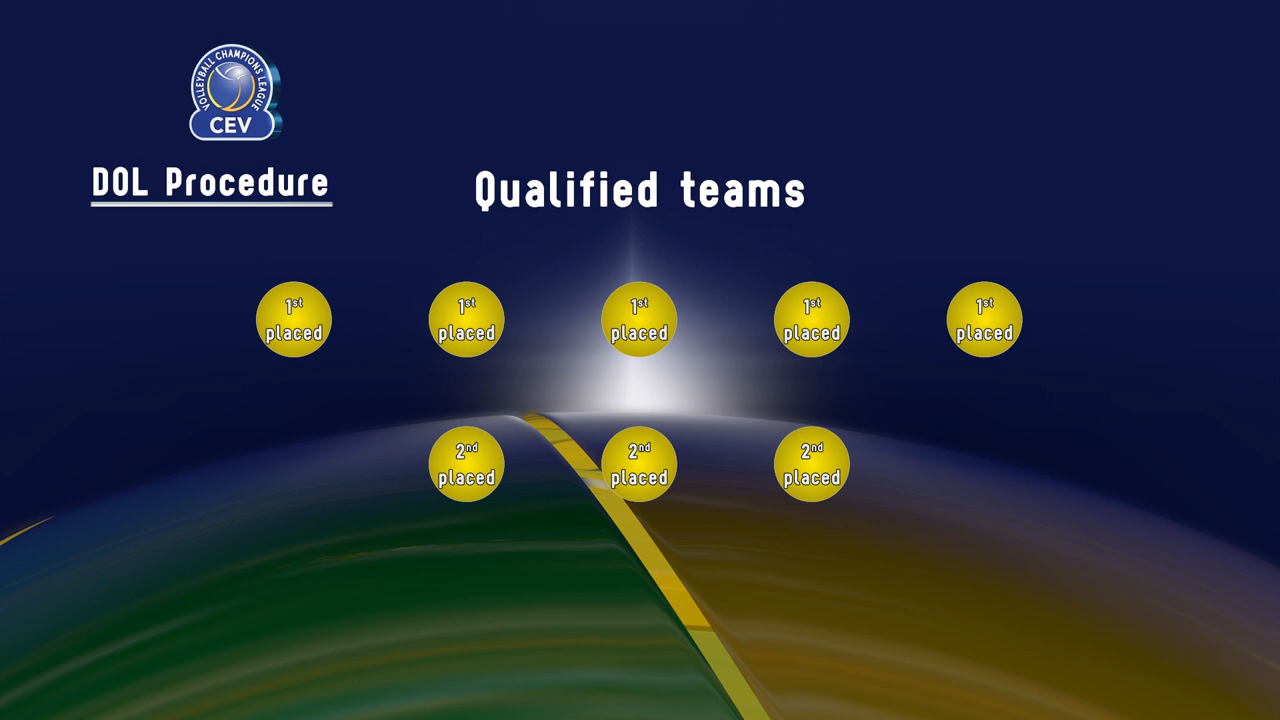 VOLLEYBALL CHAMPIONS LEAGUE
CEV
DOL Procedure
Qualified teams
1st placed
1st placed
1st placed
1st placed
1st placed
2nd placed
2nd placed
2nd placed